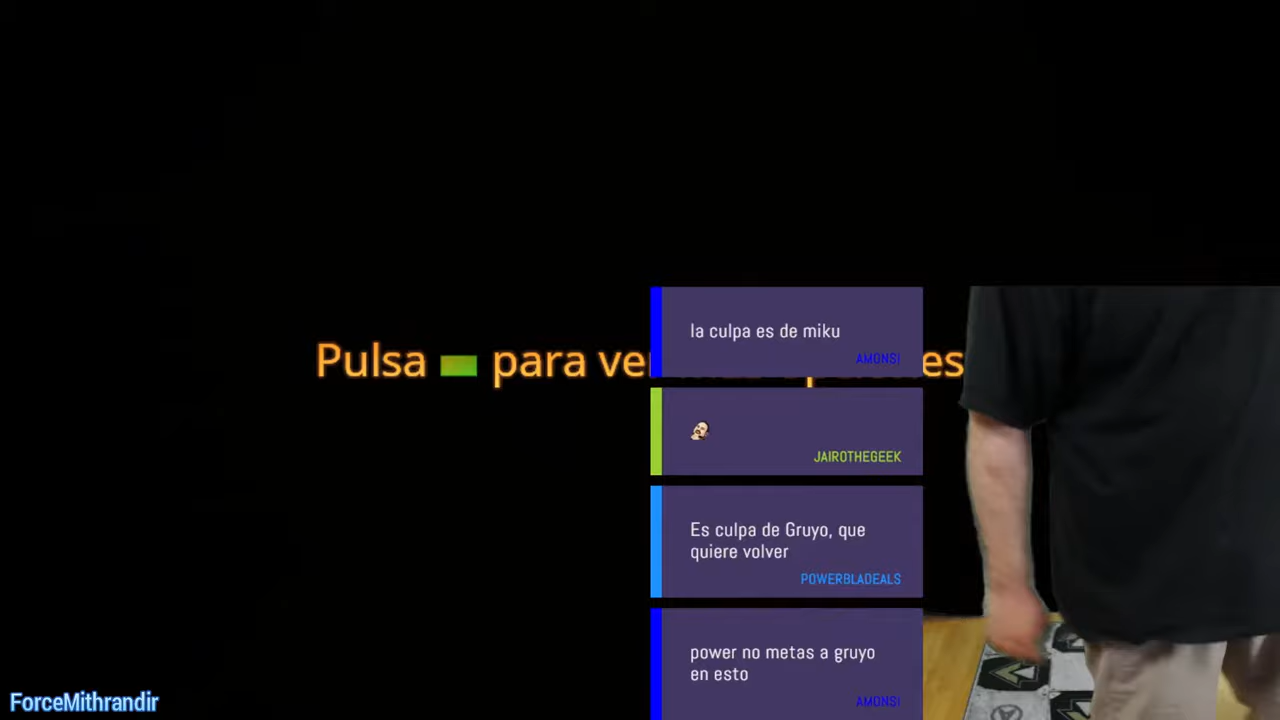 Pulsa para ve es
la culpa es de miku
AMONSI
JAIROTHEGEEK
Es culpa de Gruyo, que
quiere volver
POWERBLADEALS
power no metas a gruyo
en esto
AMONSI
ForceMithrandir